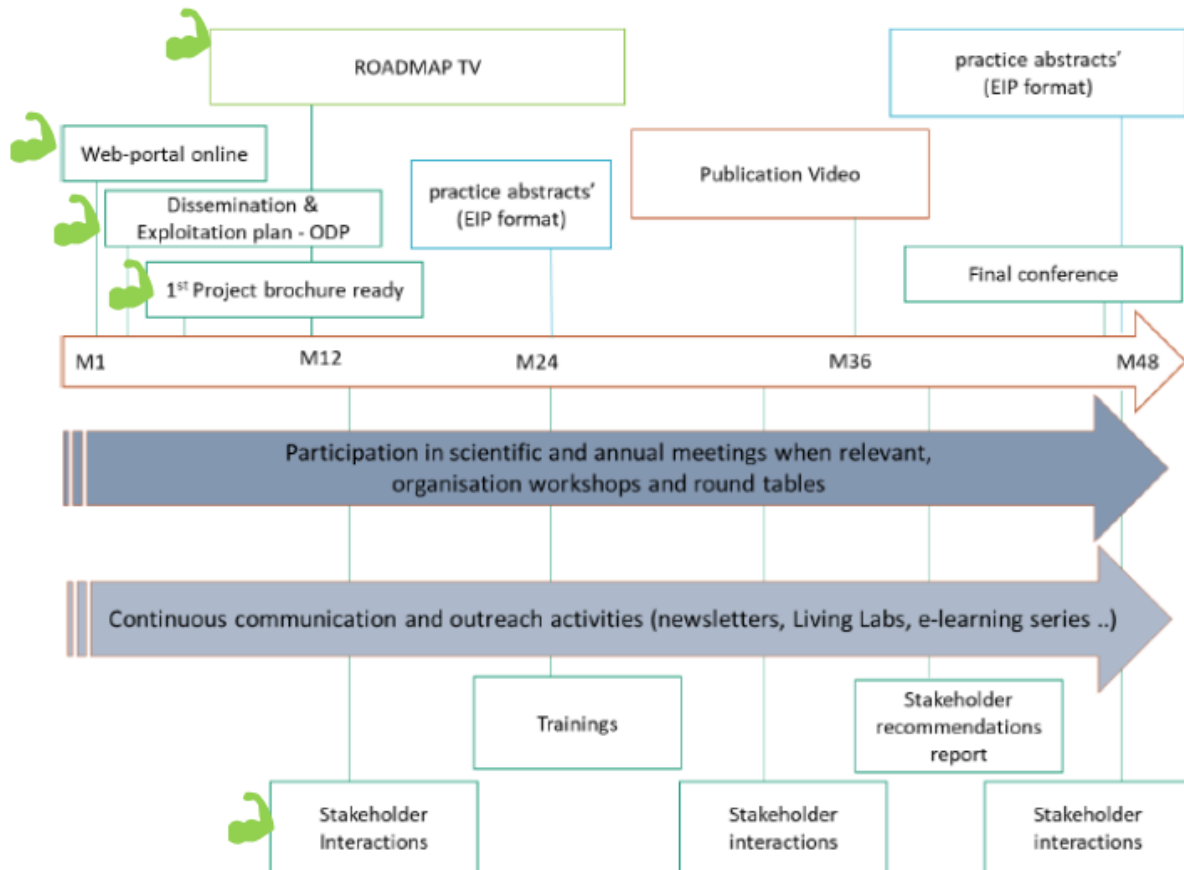 ROADMAP TV
practice abstracts’
(EIP format)
Web-portal online
Publication Video
practice abstracts’
(EIP format)
Dissemination &
Exploitation plan - ODP
Final conference
1st Project brochure ready
M1
M12
M24
M36
M48
Participation in scientific and annual meetings when relevant,
organisation workshops and round tables
Continuous communication and outreach activities (newsletters, Living Labs, e-learning series ..)
Trainings
Stakeholder
recommendations
report
Stakeholder
Interactions
Stakeholder
interactions
Stakeholder
interactions